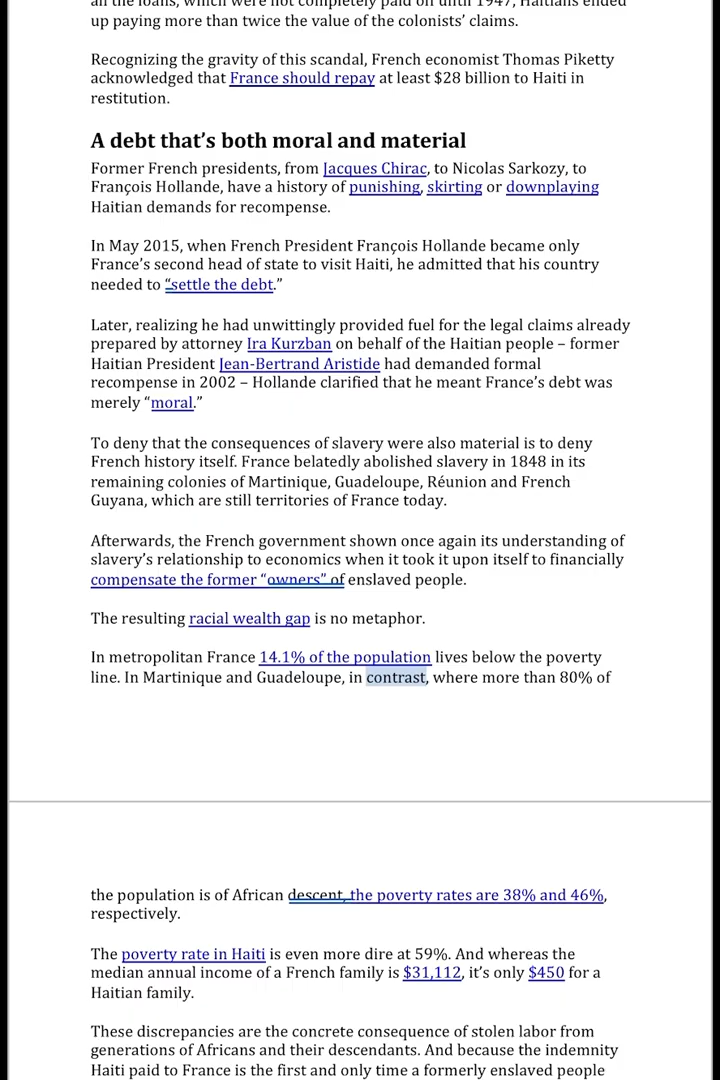 all the loans, which were not completely paid off until 1947, Haitians ended
up paying more than twice the value of the colonists’ claims.
Recognizing the gravity of this scandal, French economist Thomas Piketty
acknowledged that France should repay at least $28 billion to Haiti in
restitution.
A debt that’s both moral and material
Former French presidents, from Jacques Chirac, to Nicolas Sarkozy, to
François Hollande, have a history of punishing, skirting or downplaying
Haitian demands for recompense.
In May 2015, when French President François Hollande became only
France’s second head of state to visit Haiti, he admitted that his country
needed to “settle the debt.”
Later, realizing he had unwittingly provided fuel for the legal claims already
prepared by attorney Ira Kurzban on behalf of the Haitian people – former
Haitian President Jean-Bertrand Aristide had demanded formal
recompense in 2002 – Hollande clarified that he meant France’s debt was
merely “moral.”
To deny that the consequences of slavery were also material is to deny
French history itself. France belatedly abolished slavery in 1848 in its
remaining colonies of Martinique, Guadeloupe, Réunion and French
Guyana, which are still territories of France today.
Afterwards, the French government shown once again its understanding of
slavery’s relationship to economics when it took it upon itself to financially
compensate the former “owners” of enslaved people.
The resulting racial wealth gap is no metaphor.
In metropolitan France 14.1% of the population lives below the poverty
line. In Martinique and Guadeloupe, in contrast, where more than 80% of
the population is of African descent, the poverty rates are 38% and 46%,
respectively.
The poverty rate in Haiti is even more dire at 59%. And whereas the
median annual income of a French family is $31,112, it’s only $450 for a
Haitian family.
These discrepancies are the concrete consequence of stolen labor from
generations of Africans and their descendants. And because the indemnity
Haiti paid to France is the first and only time a formerly enslaved people